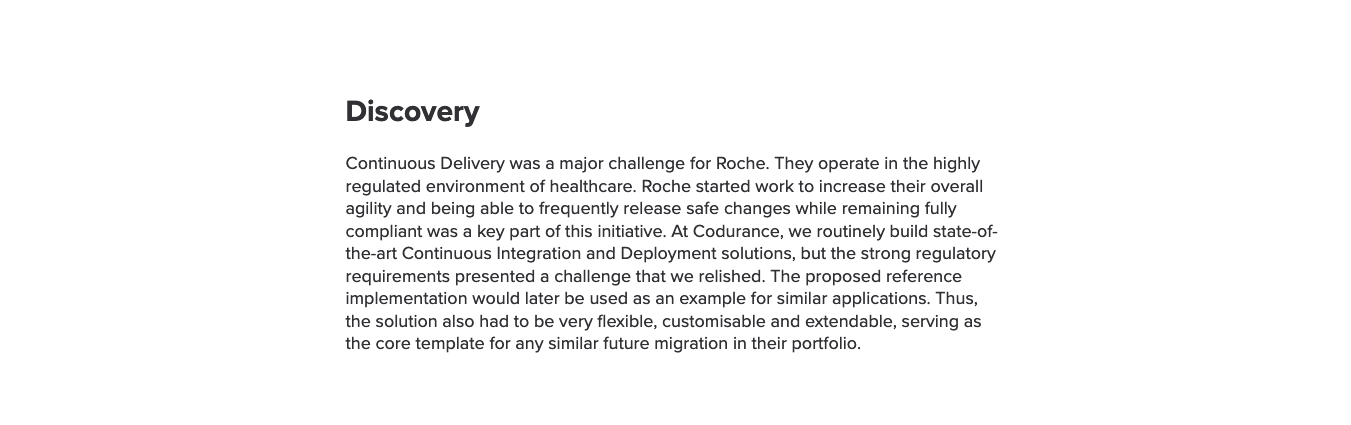 Discovery
Continuous Delivery was a major challenge for Roche. They operate in the highly
regulated environment of healthcare. Roche started work to increase their overall
agility and being able to frequently release safe changes while remaining fully
compliant was a key part of this initiative. At Codurance, we routinely build state-of-
the-art Continuous Integration and Deployment solutions, but the strong regulatory
requirements presented a challenge that we relished. The proposed reference
implementation would later be used as an example for similar applications. Thus,
the solution also had to be very flexible, customisable and extendable, serving as
the core template for any similar future migration in their portfolio.